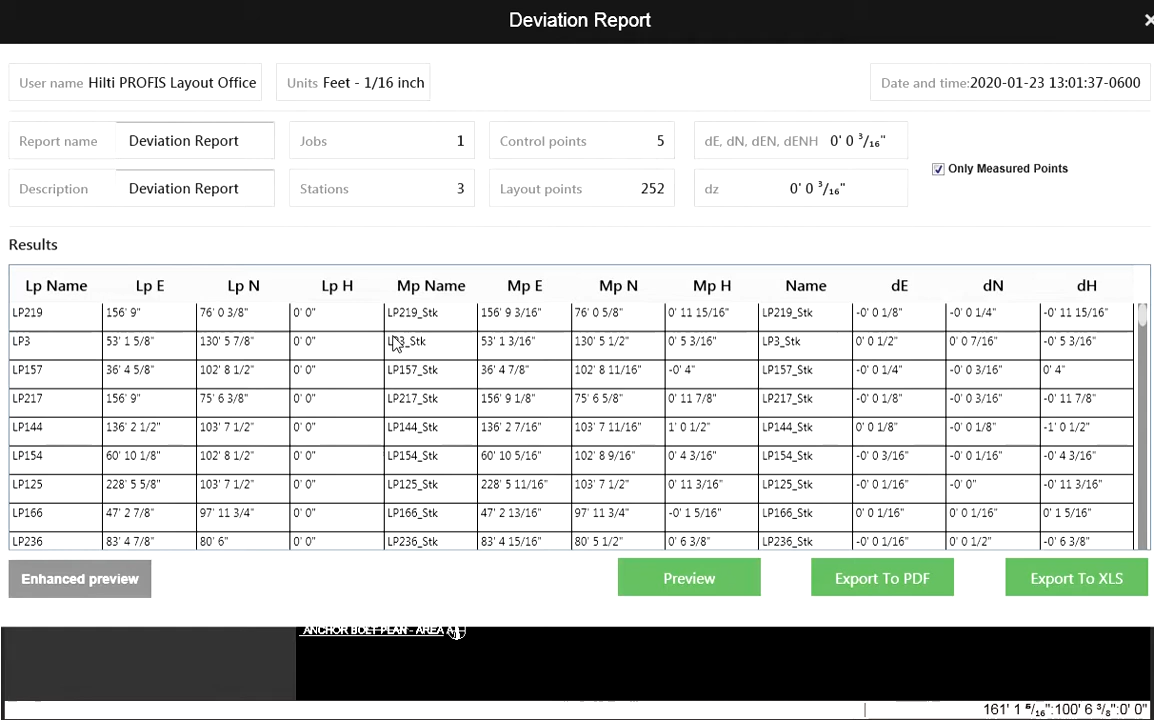 Deviation Report
User name Hilti PROFIS Layout Office Units Feet - 1/16 inch Date and time:2020-01-23 13:01:37-0600
Report name Deviation Report Jobs 1 Control points 5 dE, dN, dEN, dENH 0' 0 3/16"
Only Measured Points
Description Deviation Report Stations 3 Layout points 252 dz 0' 0 3/16"
Results
Lp Name Lp E Lp N Lp H Mp Name Mp E Mp N Mp H Name dE dN dH
LP219 156' 9" 76' 0 3/8" 0' 0" LP219_Stk 156' 9 3/16" 76' 0 5/8" 0' 11 15/16" LP219_Stk -0' 0 1/8" -0' 0 1/4" -0' 11 15/16"
LP3 53' 1 5/8" 130' 5 7/8" 0' 0" LP3_Stk 53' 1 3/16" 130' 5 1/2" 0' 5 3/16" LP3_Stk 0' 0 1/2" 0' 0 7/16" -0' 5 3/16"
LP157 36' 4 5/8" 102' 8 1/2" 0' 0" LP157_Stk 36' 4 7/8" 102' 8 11/16" -0' 4" LP157_Stk -0' 0 1/4" -0' 0 3/16" 0' 4"
LP217 156' 9" 75' 6 3/8" 0' 0" LP217_Stk 156' 9 1/8" 75' 6 5/8" 0' 11 7/8" LP217_Stk -0' 0 1/8" -0' 0 3/16" -0' 11 7/8"
LP144 136' 2 1/2" 103' 7 1/2" 0' 0" LP144_Stk 136' 2 7/16" 103' 7 11/16" 1' 0 1/2" LP144_Stk 0' 0 1/8" -0' 0 1/8" -1' 0 1/2"
LP154 60' 10 1/8" 102' 8 1/2" 0' 0" LP154_Stk 60' 10 5/16" 102' 8 9/16" 0' 4 3/16" LP154_Stk -0' 0 3/16" -0' 0 1/16" -0' 4 3/16"
LP125 228' 5 5/8" 103' 7 1/2" 0' 0" LP125_Stk 228' 5 11/16" 103' 7 1/2" 0' 11 3/16" LP125_Stk -0' 0 1/16" -0' 0" -0' 11 3/16"
LP166 47' 2 7/8" 97' 11 3/4" 0' 0" LP166_Stk 47' 2 13/16" 97' 11 3/4" -0' 1 5/16" LP166_Stk 0' 0 1/16" 0' 0 1/16" 0' 1 5/16"
LP236 83' 4 7/8" 80' 6" 0' 0" LP236_Stk 83' 4 15/16" 80' 5 1/2" 0' 6 3/8" LP236_Stk -0' 0 1/16" 0' 0 1/2" -0' 6 3/8"
Enhanced preview Preview Export To PDF Export To XLS
ANCHOR BOLT PLAN - AREA
161' 1 5/16":100' 6 3/8":0' 0"